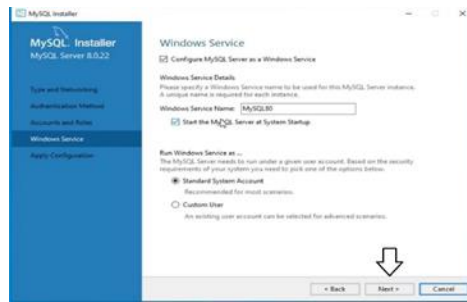 MySQL Installer
MySQL. Installer
MySQL Server 8.0.22
Type and Networking
Authentication Method
Accounts and Roles
Windows Service
Apply Configuration
Windows Service
Configure MySQL Server as a Windows Service
Windows Service Details
Please specify a Windows Service name to be used for this MySQL Server instance.
A unique name is required for each instance.
Windows Service Name: MySQL80
Start the MySQL Server at System Startup
Run Windows Service as ...
The MySQL Server needs to run under a given user account. Based on the security
requirements of your system you need to pick one of the options below.
Standard System Account
Recommended for most scenarios.
Custom User
An existing user account can be selected for advanced scenarios.
< Back
Next >
Cancel